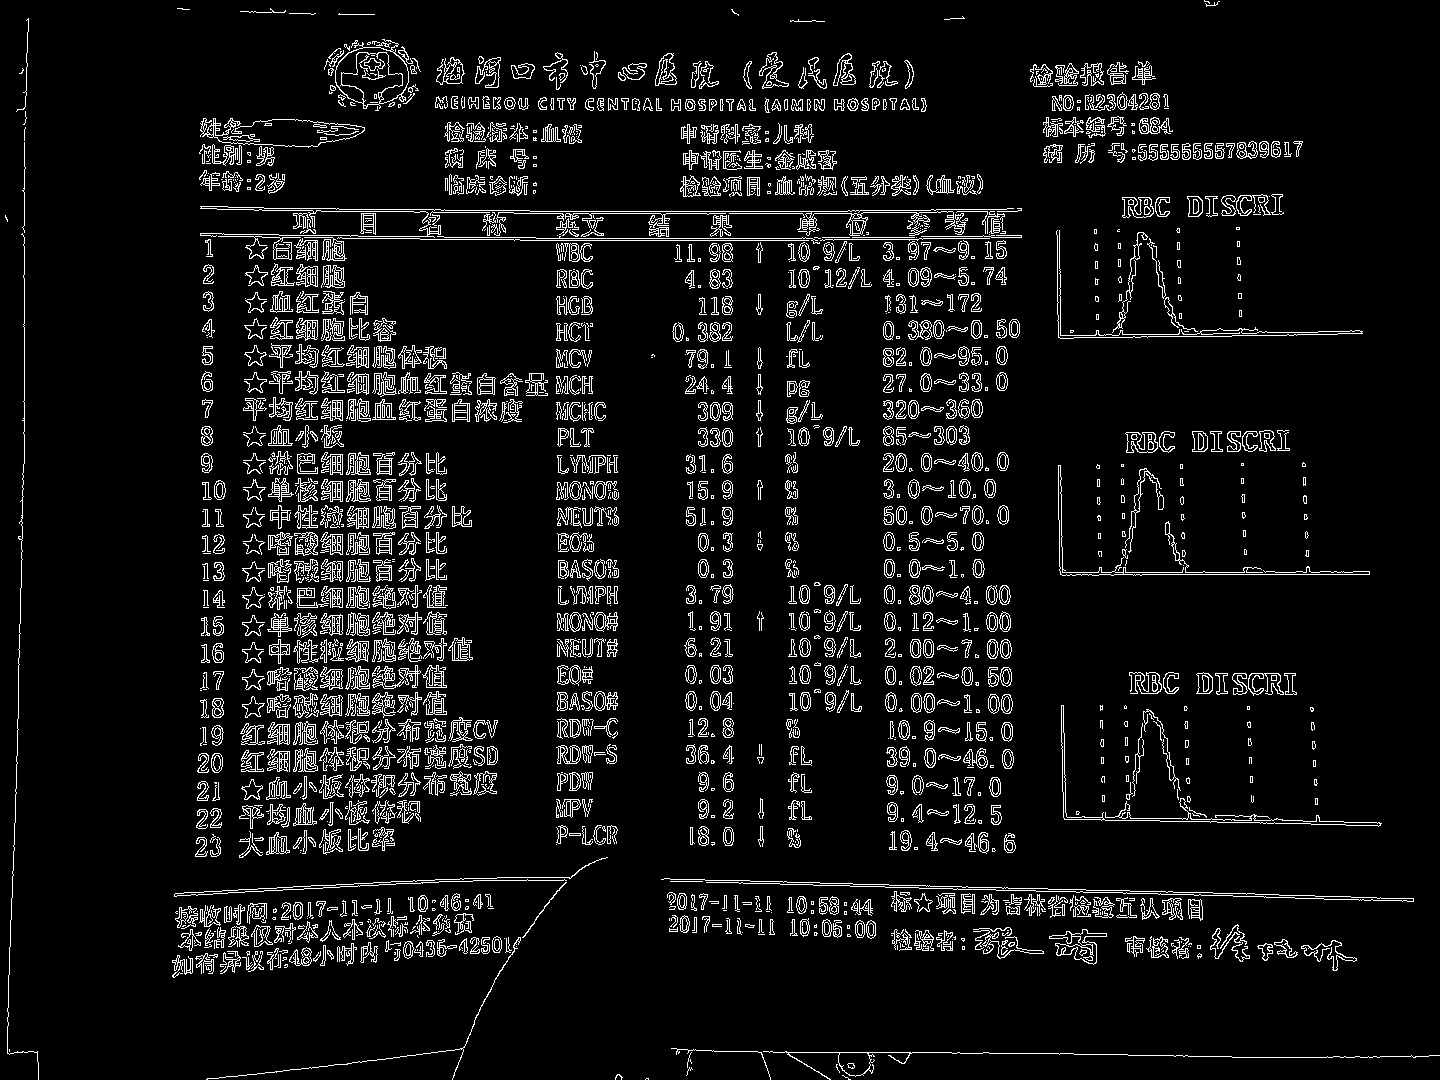 梅河口市中心医院（爱民医院）
MEIHEKOU CITY CENTRAL HOSPITAL (AIMIN HOSPITAL)
检验报告单
NO:R2304281
标本编号:684
病 历 号:555555557839617
姓名 检验标本:血液 申请科室:儿科
性别:男 病 床 号: 申请医生:金成喜
年龄:2岁 临床诊断: 检验项目:血常规(五分类)(血液)
项 目 名 称 英文 结 果 单 位 参 考 值
1 ☆白细胞 WBC 11.98 ↑ 10^9/L 3.97～9.15
2 ☆红细胞 RBC 4.83 10^12/L 4.09～5.74
3 ☆血红蛋白 HGB 118 ↓ g/L 131～172
4 ☆红细胞比容 HCT 0.382 L/L 0.380～0.50
5 ☆平均红细胞体积 MCV 79.1 ↓ fL 82.0～95.0
6 ☆平均红细胞血红蛋白含量 MCH 24.4 ↓ pg 27.0～33.0
7 平均红细胞血红蛋白浓度 MCHC 309 ↓ g/L 320～360
8 ☆血小板 PLT 330 ↑ 10^9/L 85～303
9 ☆淋巴细胞百分比 LYMPH 31.6 % 20.0～40.0
10 ☆单核细胞百分比 MONO% 15.9 ↑ % 3.0～10.0
11 ☆中性粒细胞百分比 NEUT% 51.9 % 50.0～70.0
12 ☆嗜酸细胞百分比 EO% 0.3 ↓ % 0.5～5.0
13 ☆嗜碱细胞百分比 BASO% 0.3 % 0.0～1.0
14 ☆淋巴细胞绝对值 LYMPH 3.79 10^9/L 0.80～4.00
15 ☆单核细胞绝对值 MONO# 1.91 ↑ 10^9/L 0.12～1.00
16 ☆中性粒细胞绝对值 NEUT# 6.21 10^9/L 2.00～7.00
17 ☆嗜酸细胞绝对值 EO# 0.03 10^9/L 0.02～0.50
18 ☆嗜碱细胞绝对值 BASO# 0.04 10^9/L 0.00～1.00
19 红细胞体积分布宽度CV RDW-C 12.8 % 10.9～15.0
20 红细胞体积分布宽度SD RDW-S 36.4 ↓ fL 39.0～46.0
21 ☆血小板体积分布宽度 PDW 9.6 fL 9.0～17.0
22 平均血小板体积 MPV 9.2 ↓ fL 9.4～12.5
23 大血小板比率 P-LCR 18.0 ↓ % 19.4～46.6
RBC DISCRI
RBC DISCRI
RBC DISCRI
接收时间:2017-11-11 10:46:41 2017-11-11 10:58:44 标☆项目为吉林省检验互认项目
本结果仅对本人本次标本负责 2017-11-11 10:05:00 检验者: 审核者:
如有异议在48小时内与0435-42501